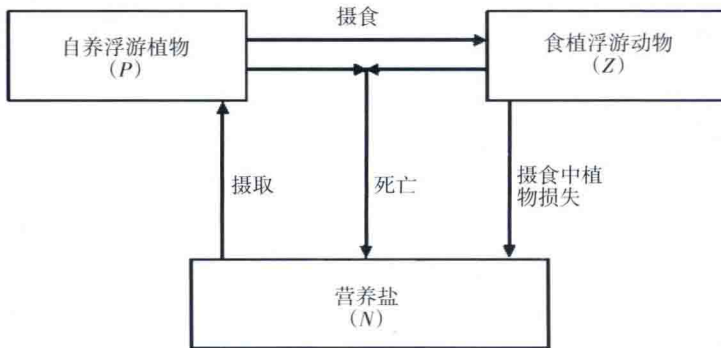 摄食
自养浮游植物
(P)
食植浮游动物
(Z)
摄取
死亡
摄食中植
物损失
营养盐
(N)